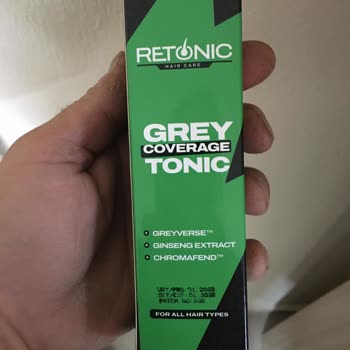 RETONIC
HAIR CARE
GREY
COVERAGE
TONIC
GREYVERSE™
GINSENG EXTRACT
CHROMAFEND™
FOR ALL HAIR TYPES